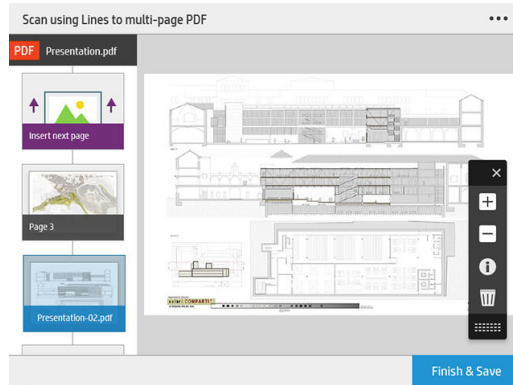 Scan using Lines to multi-page PDF
PDF Presentation.pdf
Insert next page
Page 3
Presentation-02.pdf
Finish & Save